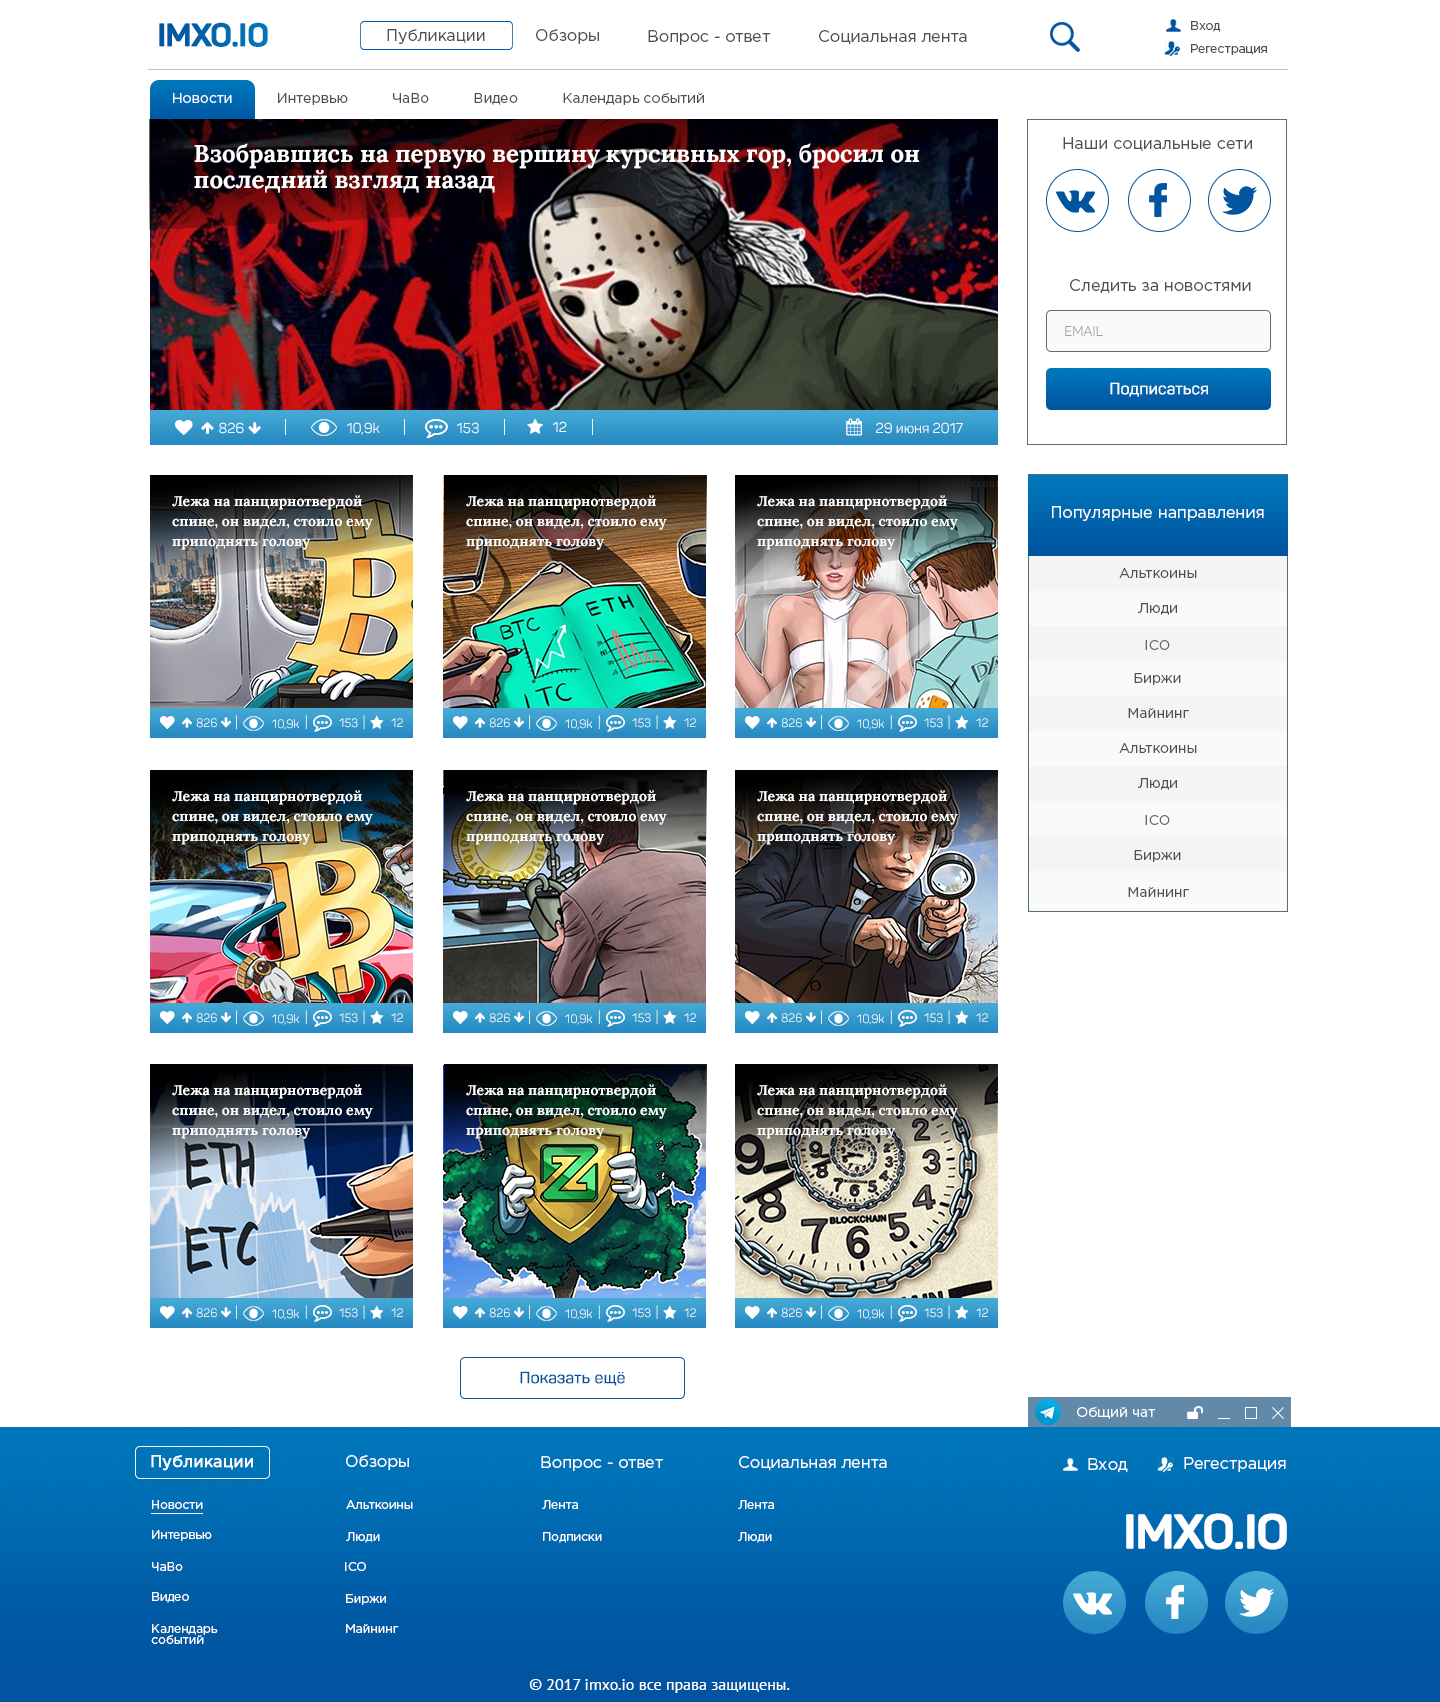 IMXO.IO
Публикации
Обзоры
Вопрос - ответ
Социальная лента
Вход
Регестрация
Новости
Интервью
ЧаВо
Видео
Календарь событий
Взобравшись на первую вершину курсивных гор, бросил он
последний взгляд назад
826
10,9k
153
12
29 июня 2017
Наши социальные сети
Следить за новостями
EMAIL
Подписаться
Лежа на панцирнотвердой
спине, он видел, стоило ему
приподнять голову
826
10,9k
153
12
Лежа на панцирнотвердой
спине, он видел, стоило ему
приподнять голову
BTC
ETH
LTC
826
10,9k
153
12
Лежа на панцирнотвердой
спине, он видел, стоило ему
приподнять голову
826
10,9k
153
12
Популярные направления
Альткоины
Люди
ICO
Биржи
Майнинг
Альткоины
Люди
ICO
Биржи
Майнинг
Лежа на панцирнотвердой
спине, он видел, стоило ему
приподнять голову
826
10,9k
153
12
Лежа на панцирнотвердой
спине, он видел, стоило ему
приподнять голову
826
10,9k
153
12
Лежа на панцирнотвердой
спине, он видел, стоило ему
приподнять голову
826
10,9k
153
12
Лежа на панцирнотвердой
спине, он видел, стоило ему
приподнять голову
ETH
ETC
826
10,9k
153
12
Лежа на панцирнотвердой
спине, он видел, стоило ему
приподнять голову
826
10,9k
153
12
Лежа на панцирнотвердой
спине, он видел, стоило ему
приподнять голову
BLOCKCHAIN
826
10,9k
153
12
Показать ещё
Общий чат
Публикации
Новости
Интервью
ЧаВо
Видео
Календарь
событий
Обзоры
Альткоины
Люди
ICO
Биржи
Майнинг
Вопрос - ответ
Лента
Подписки
Социальная лента
Лента
Люди
Вход
Регестрация
IMXO.IO
© 2017 imxo.io все права защищены.